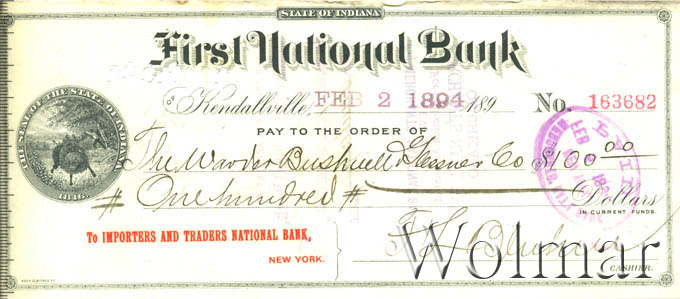 STATE OF INDIANA
First National Bank
THE SEAL OF THE STATE OF INDIANA
1816.
Kendallville, FEB 2 1894 189 No. 163682
PAY TO THE ORDER OF
The Warder Bushnell & Glessner Co $100 00
# One hundred # Dollars
IN CURRENT FUNDS.
To IMPORTERS AND TRADERS NATIONAL BANK,
NEW YORK.
CASHIER.
Wolmar